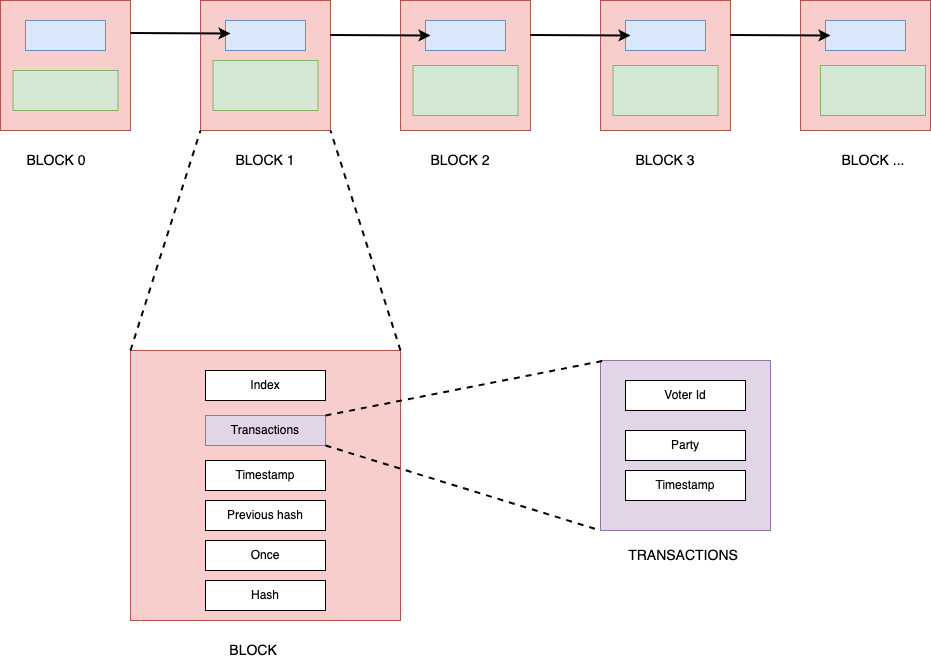 BLOCK 0
BLOCK 1
BLOCK 2
BLOCK 3
BLOCK ...
Index
Transactions
Timestamp
Previous hash
Once
Hash
BLOCK
Voter Id
Party
Timestamp
TRANSACTIONS